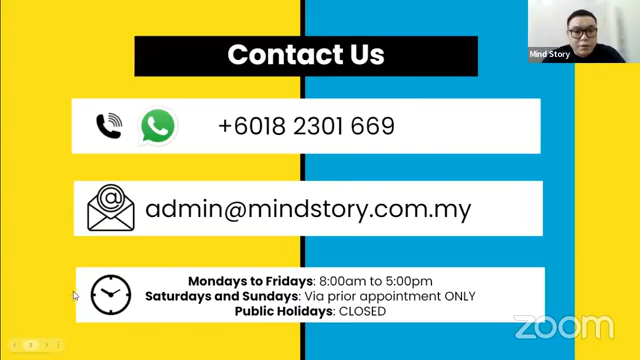 Contact Us
Mind Story
+6018 2301 669
admin@mindstory.com.my
Mondays to Fridays: 8:00am to 5:00pm
Saturdays and Sundays: Via prior appointment ONLY
Public Holidays: CLOSED
zoom
3